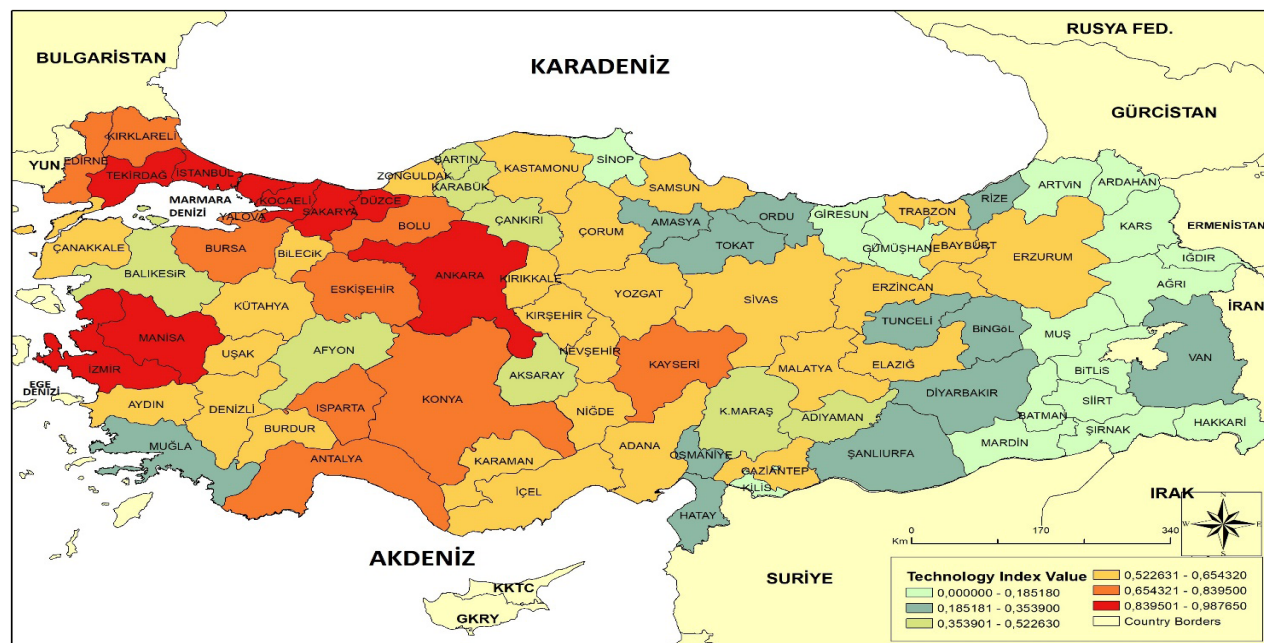 BULGARİSTAN
KARADENİZ
RUSYA FED.
GÜRCİSTAN
YUN.
KIRKLARELİ
EDİRNE
TEKİRDAĞ
İSTANBUL
KOCAELİ
SAKARYA
DÜZCE
ZONGULDAK
BARTIN
KARABÜK
KASTAMONU
SİNOP
SAMSUN
ÇANKIRI
ÇORUM
AMASYA
TOKAT
ORDU
GİRESUN
TRABZON
GÜMÜŞHANE
BAYBURT
RİZE
ARTVİN
ARDAHAN
KARS
ERMENİSTAN
IĞDIR
AĞRI
İRAN
ERZURUM
ERZİNCAN
MARMARA
DENİZİ
YALOVA
BURSA
BİLECİK
BOLU
ANKARA
KIRIKKALE
ESKİŞEHİR
ÇANAKKALE
BALIKESİR
KÜTAHYA
YOZGAT
SİVAS
KIRŞEHİR
NEVŞEHİR
KAYSERİ
TUNCELİ
BiNGöL
MUŞ
VAN
BiTLiS
ELAZIĞ
MALATYA
MANİSA
İZMİR
UŞAK
AFYON
AKSARAY
KONYA
NİĞDE
EGE
DENİZİ
AYDIN
DENİZLİ
ISPARTA
BURDUR
MUĞLA
ANTALYA
KARAMAN
İÇEL
ADANA
K.MARAŞ
ADIYAMAN
DİYARBAKIR
BATMAN
SİİRT
ŞIRNAK
HAKKARİ
MARDİN
ŞANLIURFA
GAZİANTEP
KİLİS
OSMANİYE
HATAY
IRAK
SURİYE
AKDENİZ
KKTC
GKRY
N
W
E
S
0
170
340
Km
Technology Index Value
0,000000 - 0,185180
0,185181 - 0,353900
0,353901 - 0,522630
0,522631 - 0,654320
0,654321 - 0,839500
0,839501 - 0,987650
Country Borders